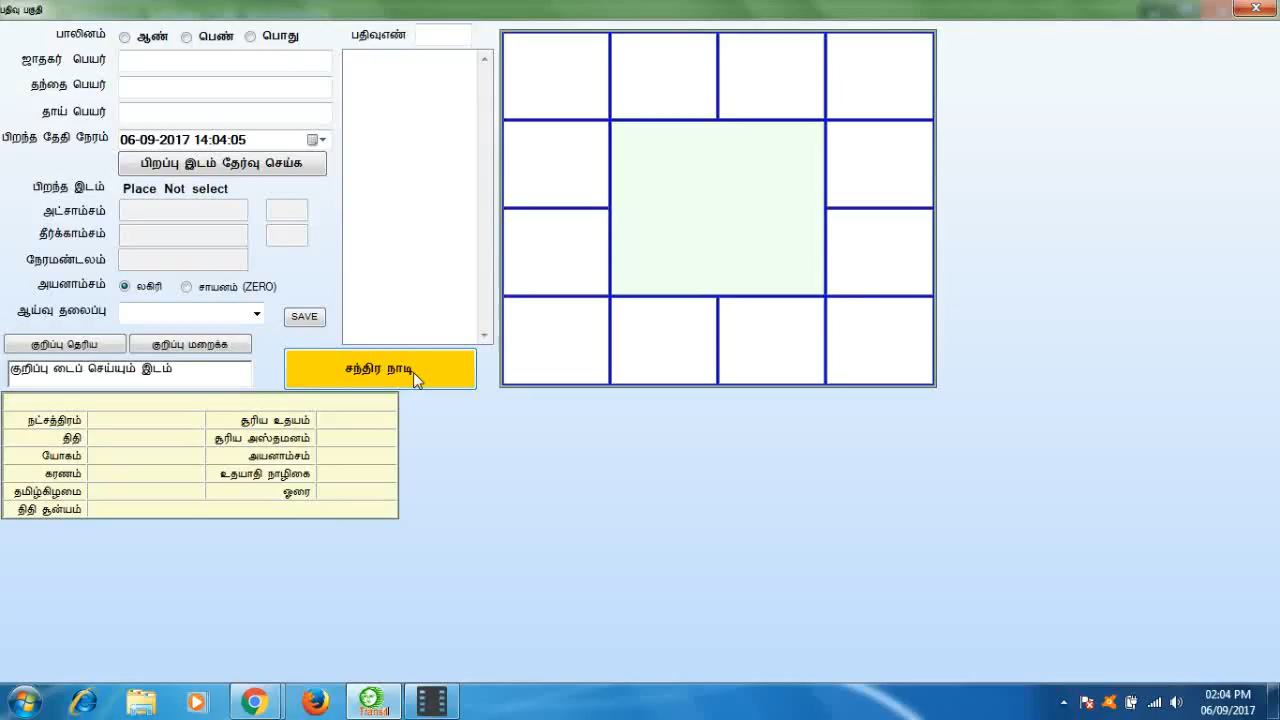 பதிவு பகுதி
பாலினம் ஆண் பெண் பொது
ஜாதகர் பெயர்
தந்தை பெயர்
தாய் பெயர்
பிறந்த தேதி நேரம் 06-09-2017 14:04:05
பிறப்பு இடம் தேர்வு செய்க
பிறந்த இடம் Place Not select
அட்சாம்சம்
தீர்க்காம்சம்
நேரமண்டலம்
அயனாம்சம் லகிரி சாயனம் (ZERO)
ஆய்வு தலைப்பு SAVE
குறிப்பு தெரிய குறிப்பு மறைக்க
குறிப்பு டைப் செய்யும் இடம்
பதிவுஎண்
சந்திர நாடி
நட்சத்திரம் சூரிய உதயம்
திதி சூரிய அஸ்தமனம்
யோகம் அயனாம்சம்
கரணம் உதயாதி நாழிகை
தமிழ்கிழமை ஓரை
திதி சூன்யம்
Transit
02:04 PM
06/09/2017